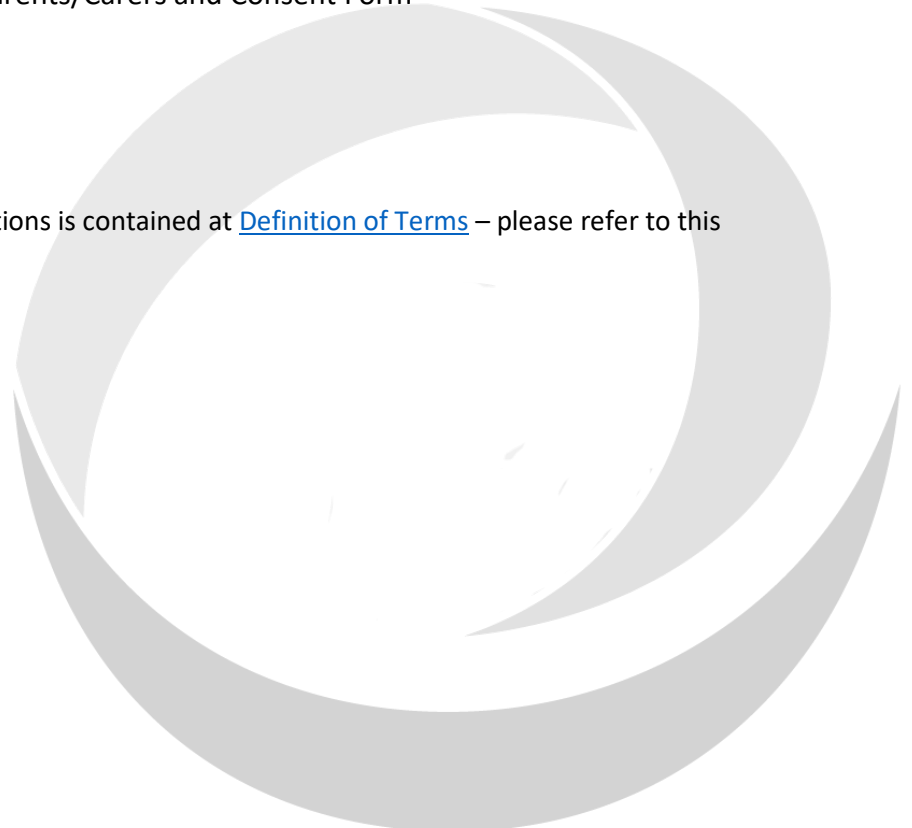 rents/Carers and Consent Form
tions is contained at Definition of Terms – please refer to this